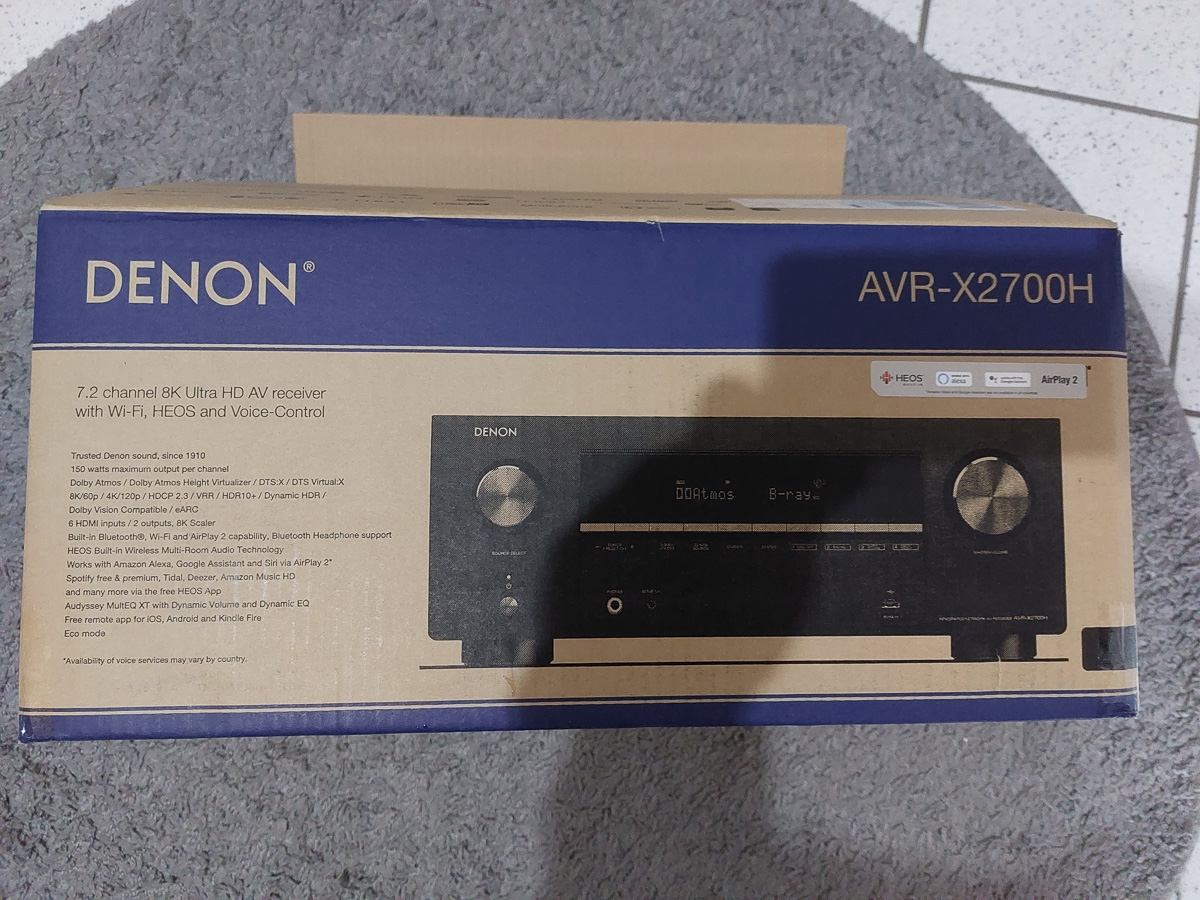 DENON®
AVR-X2700H
7.2 channel 8K Ultra HD AV receiver
with Wi-Fi, HEOS and Voice-Control
HEOS
alexa
AirPlay 2
Trusted Denon sound, since 1910
150 watts maximum output per channel
Dolby Atmos / Dolby Atmos Height Virtualizer / DTS:X / DTS Virtual:X
8K/60p / 4K/120p / HDCP 2.3 / VRR / HDR10+ / Dynamic HDR /
Dolby Vision Compatible / eARC
6 HDMI inputs / 2 outputs, 8K Scaler
Built-in Bluetooth®, Wi-Fi and AirPlay 2 capability, Bluetooth Headphone support
HEOS Built-in Wireless Multi-Room Audio Technology
Works with Amazon Alexa, Google Assistant and Siri via AirPlay 2*
Spotify free & premium, Tidal, Deezer, Amazon Music HD
and many more via the free HEOS App
Audyssey MultEQ XT with Dynamic Volume and Dynamic EQ
Free remote app for iOS, Android and Kindle Fire
Eco mode
*Availability of voice services may vary by country.
DENON
Atmos B-ray
SOURCE SELECT
AVR-X2700H